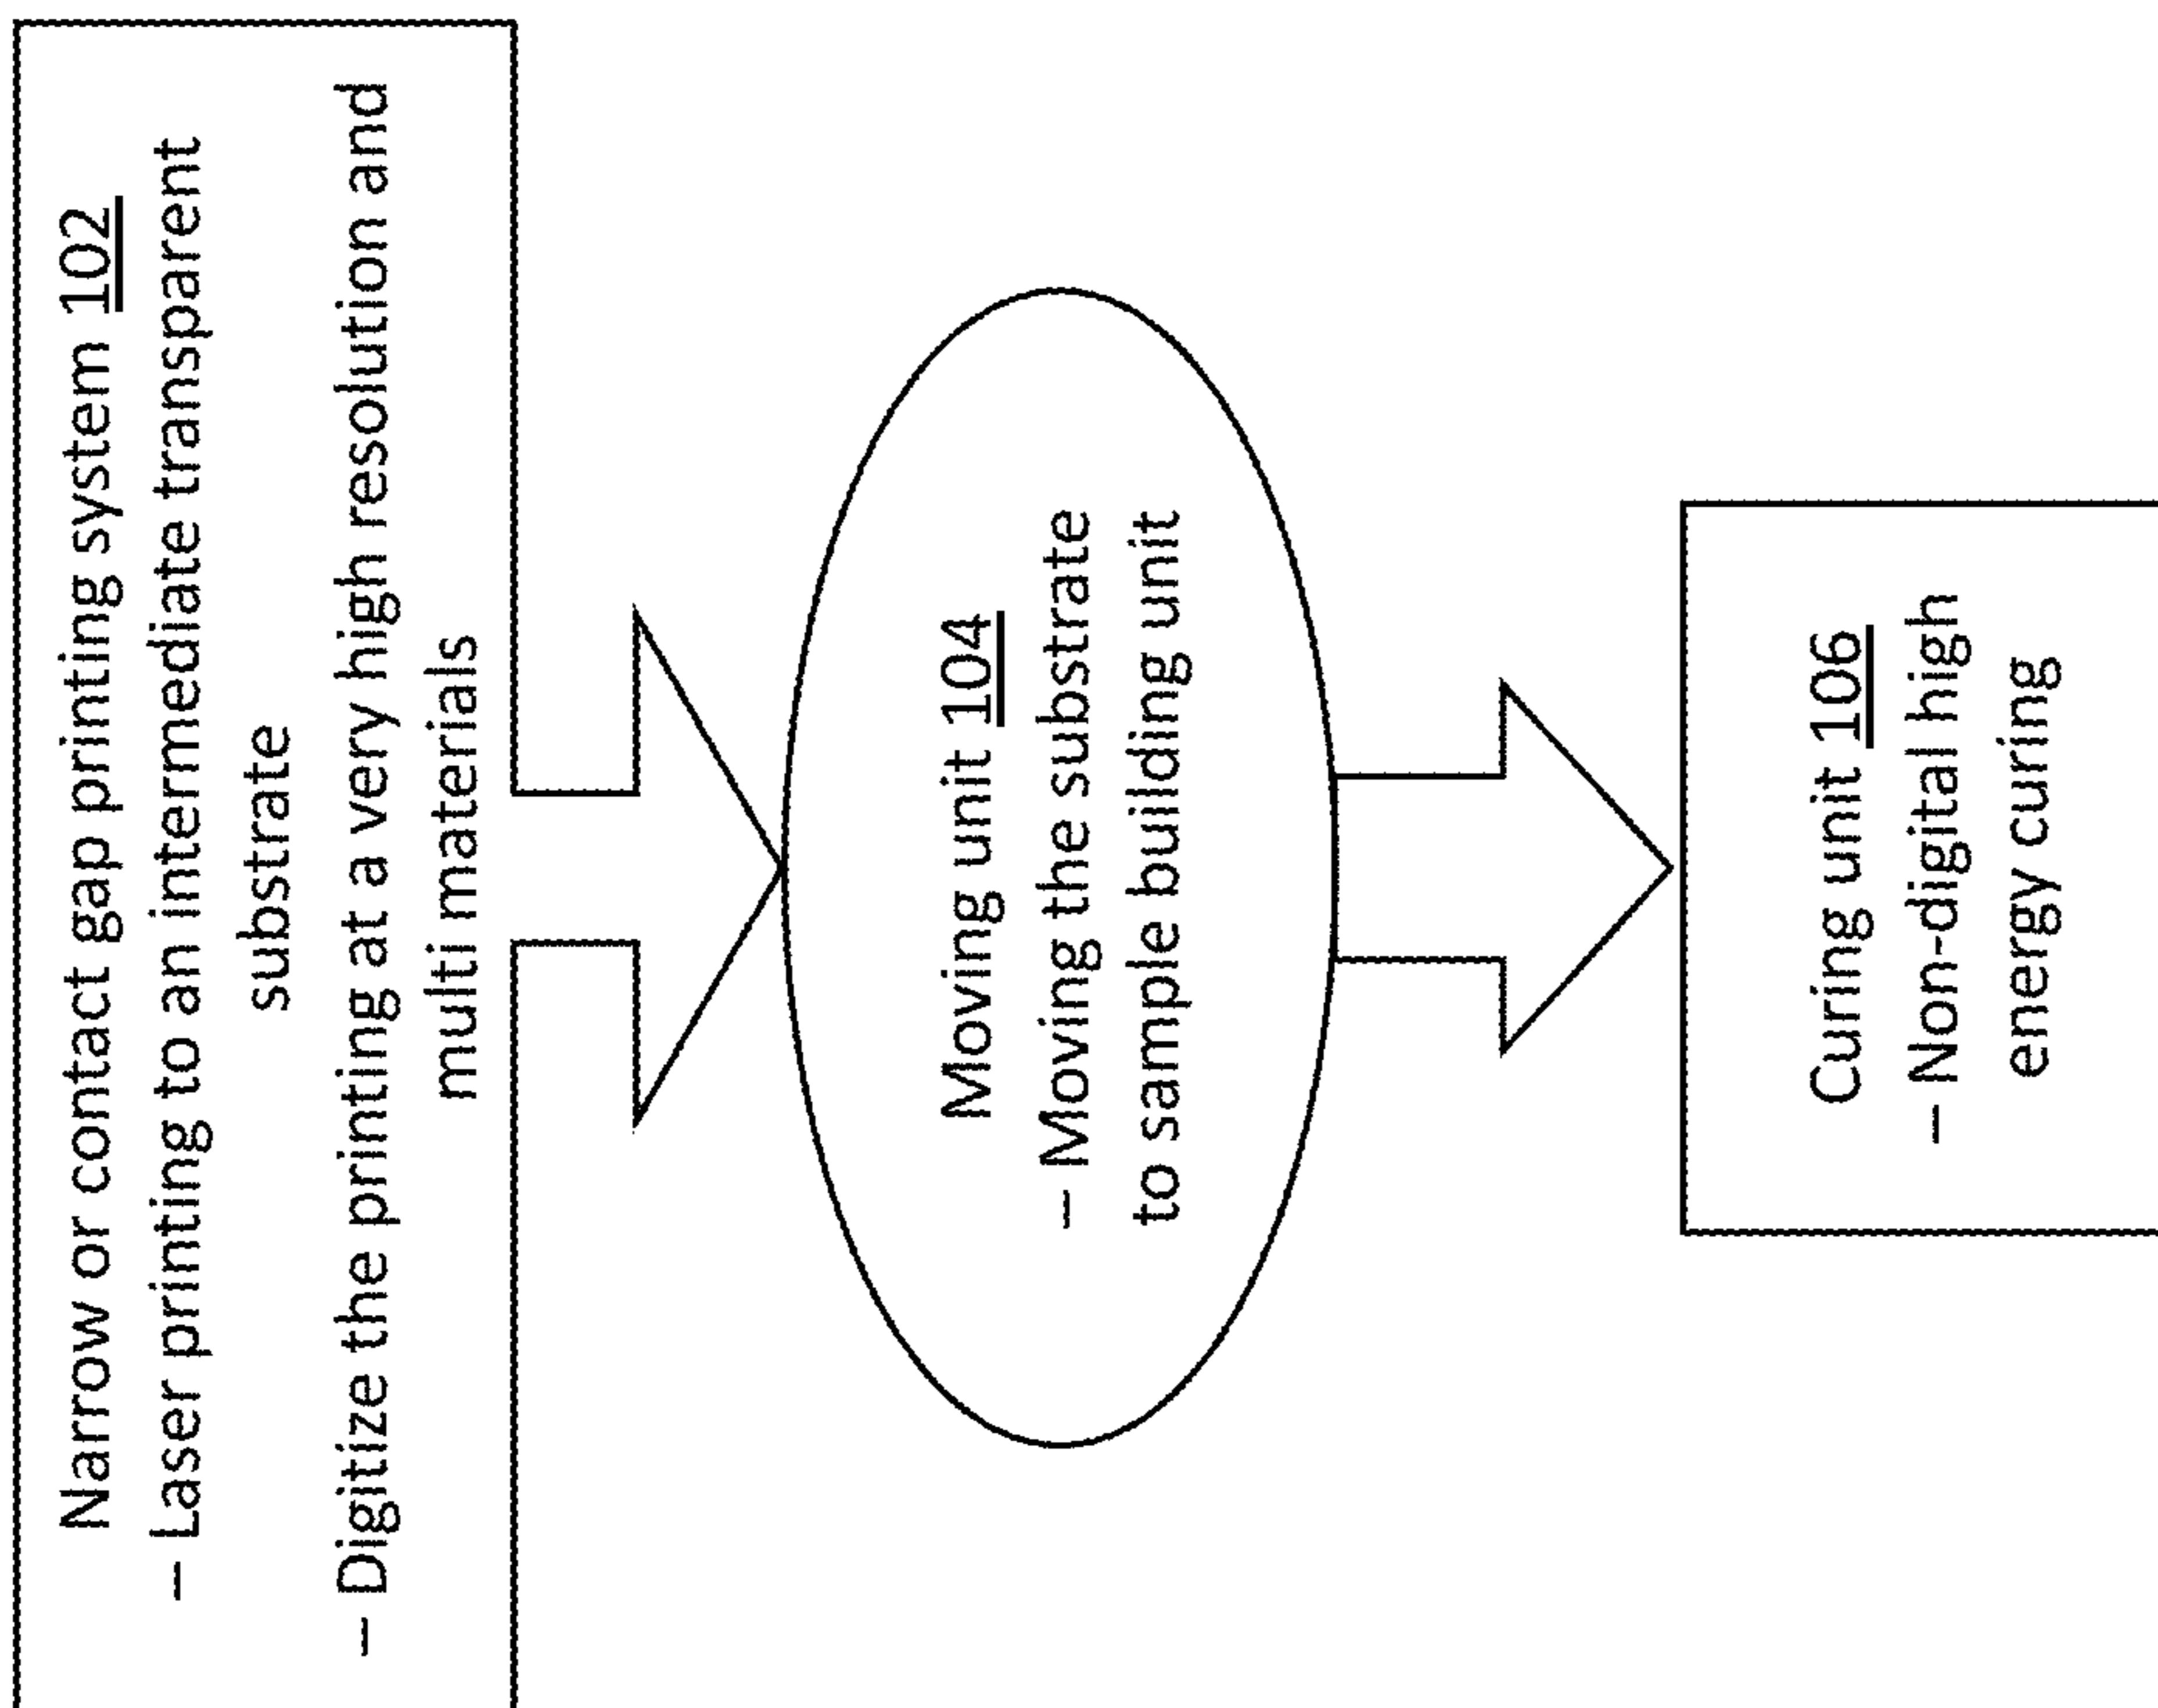 Narrow or contact gap printing system 102
– Laser printing to an intermediate transparent
substrate
– Digitize the printing at a very high resolution and
multi materials
Moving unit 104
– Moving the substrate
to sample building unit
Curing unit 106
– Non-digital high
energy curing